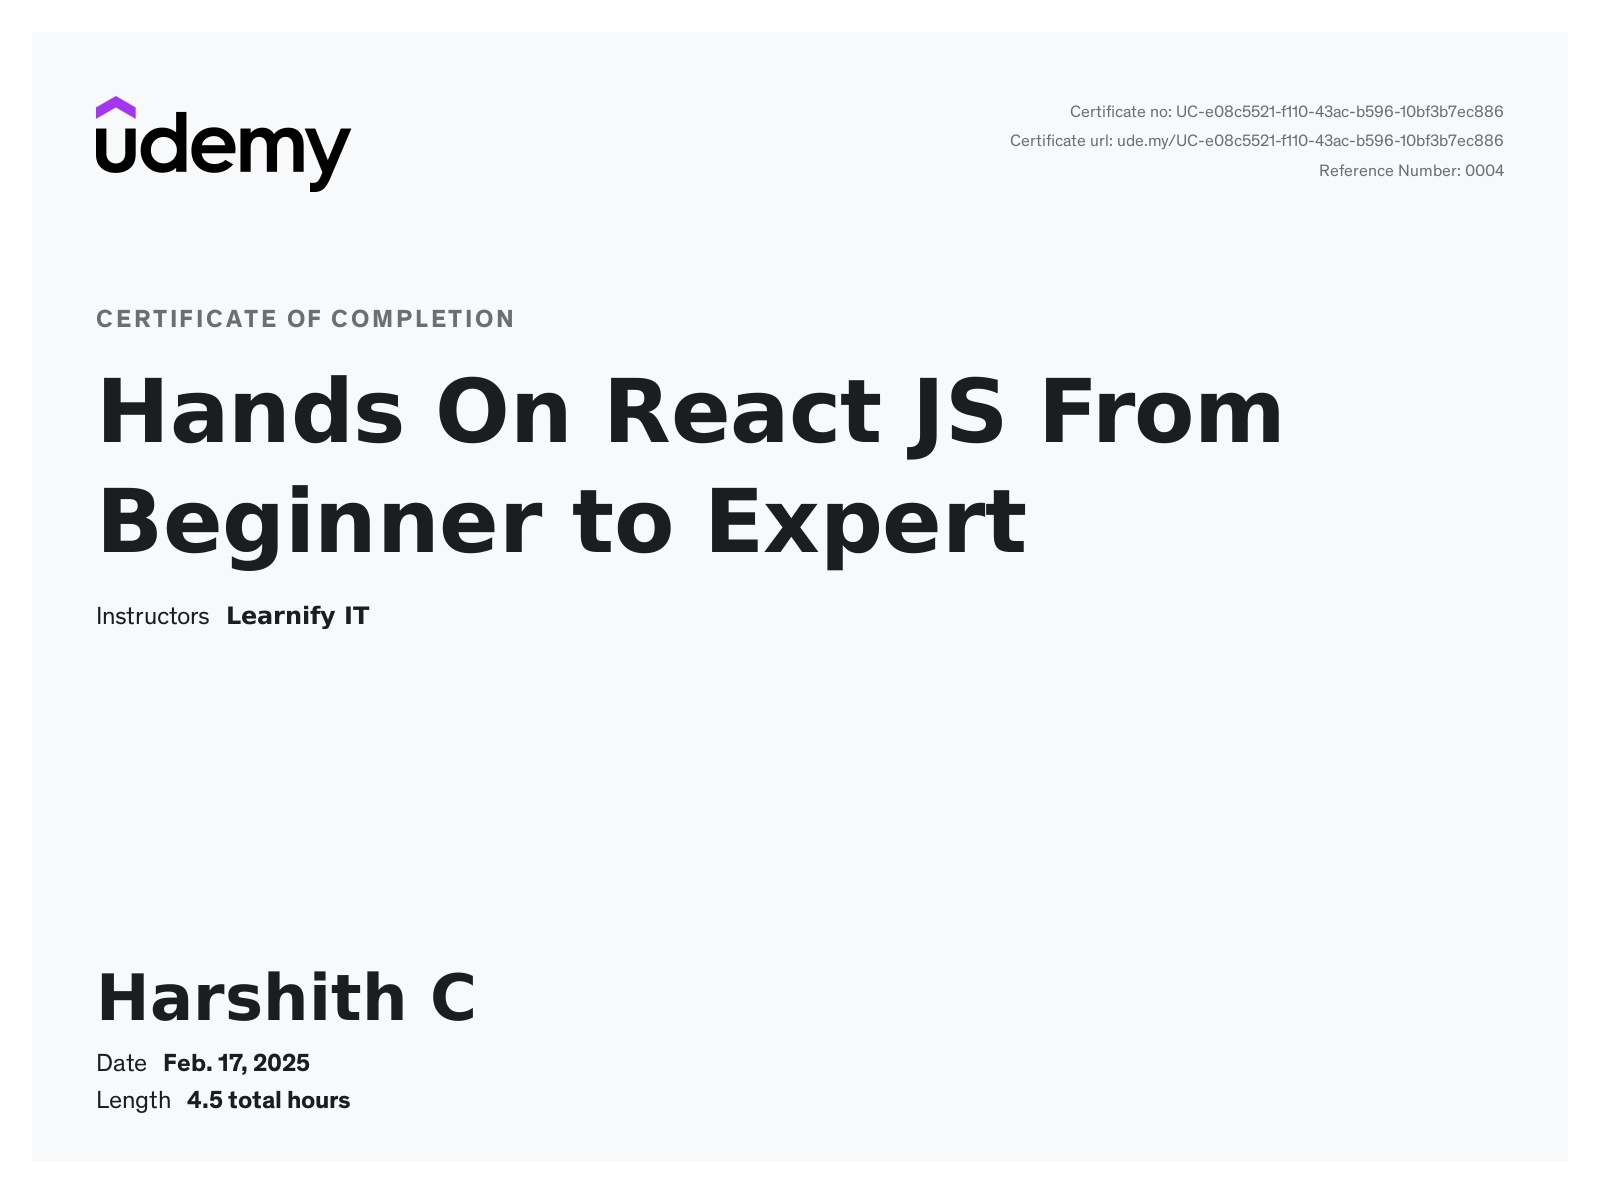 udemy
Certificate no: UC-e08c5521-f110-43ac-b596-10bf3b7ec886
Certificate url: ude.my/UC-e08c5521-f110-43ac-b596-10bf3b7ec886
Reference Number: 0004
CERTIFICATE OF COMPLETION
Hands On React JS From
Beginner to Expert
Instructors Learnify IT
Harshith C
Date Feb. 17, 2025
Length 4.5 total hours